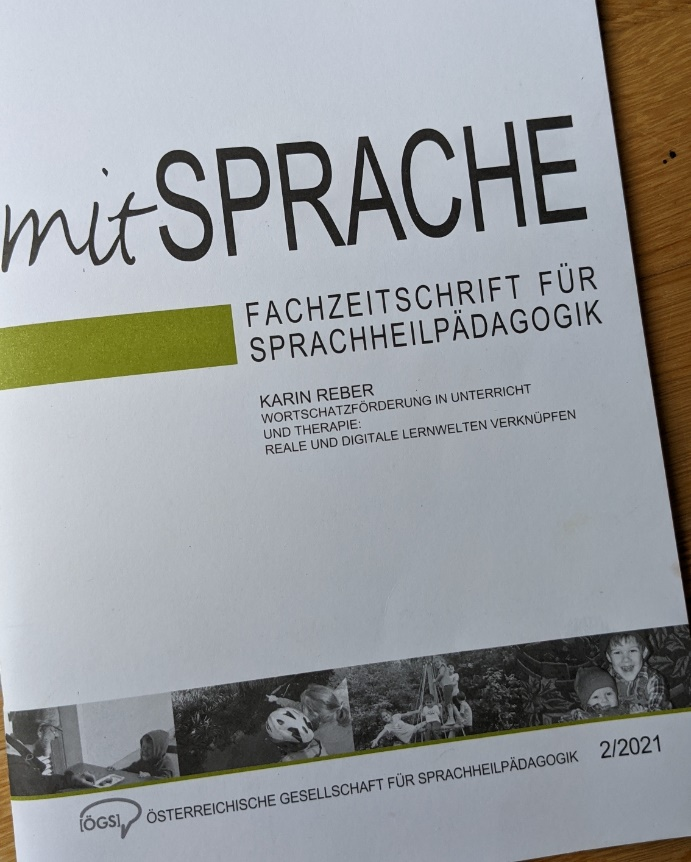 mitSPRACHE
FACHZEITSCHRIFT FÜR
SPRACHHEILPÄDAGOGIK
KARIN REBER
WORTSCHATZFÖRDERUNG IN UNTERRICHT
UND THERAPIE:
REALE UND DIGITALE LERNWELTEN VERKNÜPFEN
[ÖGS] ÖSTERREICHISCHE GESELLSCHAFT FÜR SPRACHHEILPÄDAGOGIK 2/2021